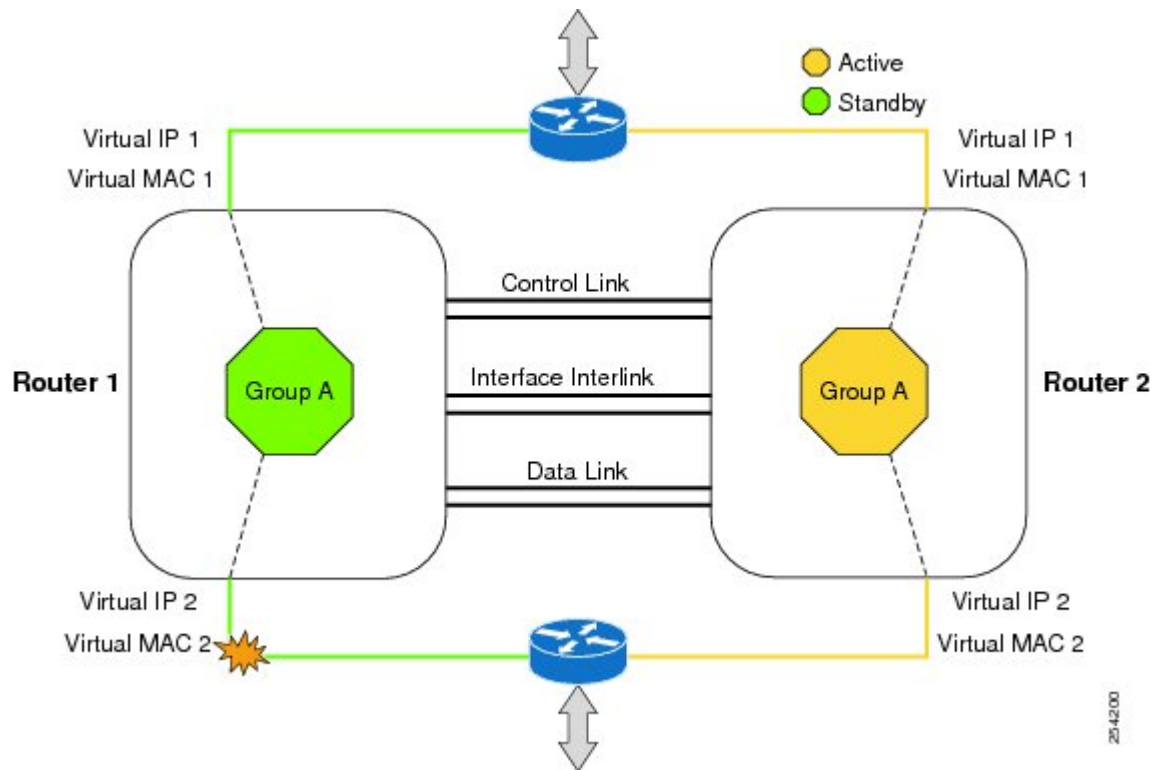 Active
Standby
Virtual IP 1
Virtual MAC 1
Virtual IP 1
Virtual MAC 1
Control Link
Router 1
Group A
Interface Interlink
Group A
Router 2
Data Link
Virtual IP 2
Virtual MAC 2
Virtual IP 2
Virtual MAC 2
254200